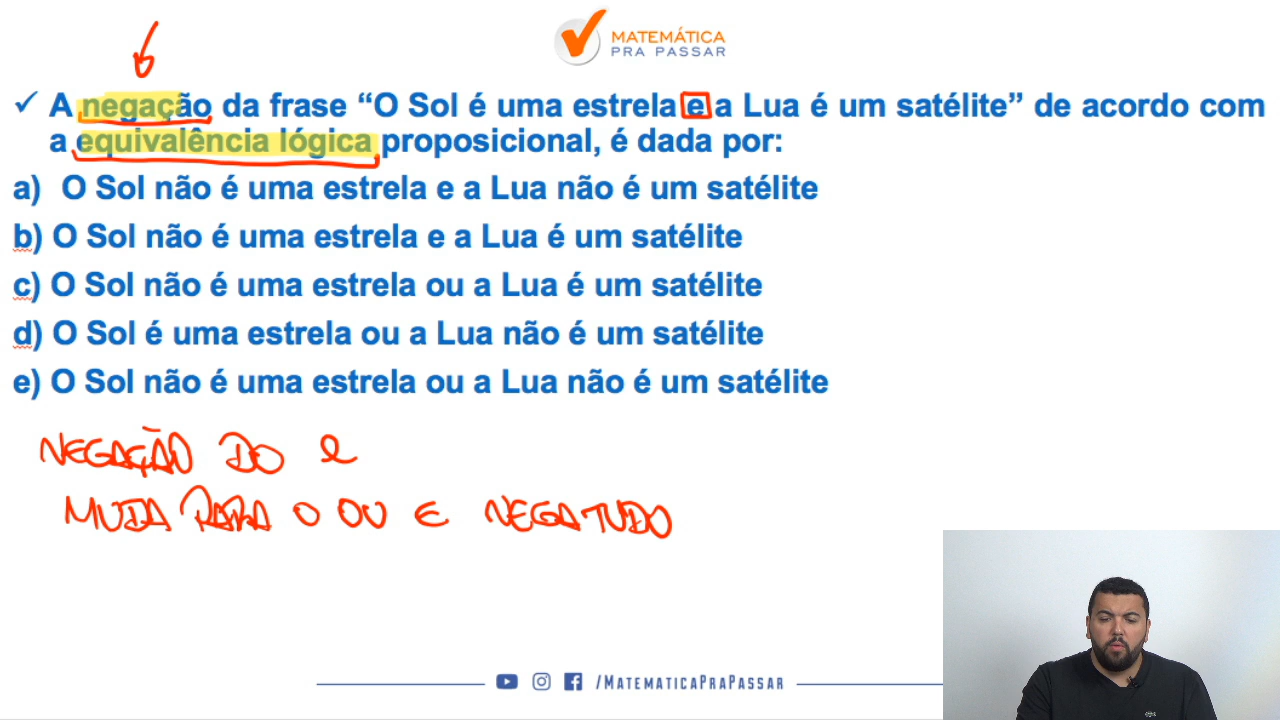 MATEMÁTICA
PRA PASSAR
✓ A negação da frase “O Sol é uma estrela e a Lua é um satélite” de acordo com
a equivalência lógica proposicional, é dada por:
a) O Sol não é uma estrela e a Lua não é um satélite
b) O Sol não é uma estrela e a Lua é um satélite
c) O Sol não é uma estrela ou a Lua é um satélite
d) O Sol é uma estrela ou a Lua não é um satélite
e) O Sol não é uma estrela ou a Lua não é um satélite
NEGAÇÃO DO e
MUDA PARA O OU E NEGA TUDO
/MATEMATICAPRAPASSAR